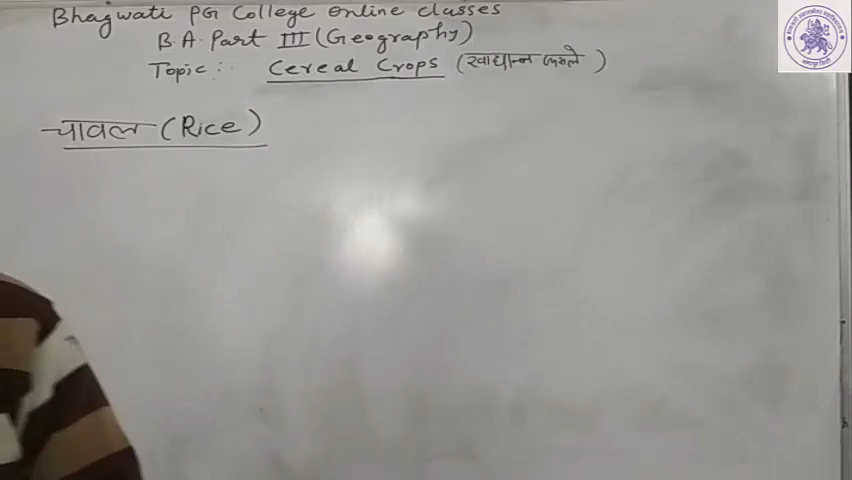 Bhagwati PG College online classes
B.A. Part III (Geography)
Topic:- Cereal Crops (खाद्यान्न फसले)
चावल (Rice)